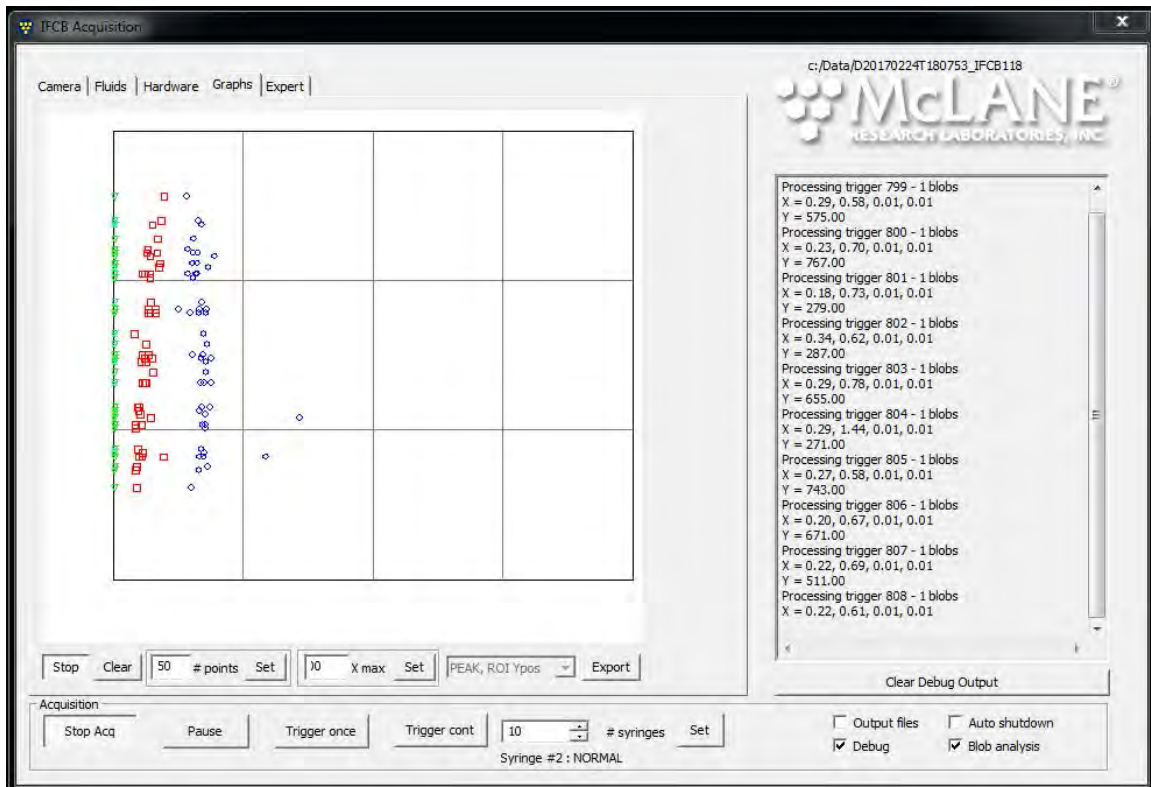 IFCB Acquisition
x
c:/Data/D20170224T180753_IFCB118
McLANE®
RESEARCH LABORATORIES, INC
Camera Fluids Hardware Graphs Expert
Processing trigger 799 - 1 blobs
X = 0.29, 0.58, 0.01, 0.01
Y = 575.00
Processing trigger 800 - 1 blobs
X = 0.23, 0.70, 0.01, 0.01
Y = 767.00
Processing trigger 801 - 1 blobs
X = 0.18, 0.73, 0.01, 0.01
Y = 279.00
Processing trigger 802 - 1 blobs
X = 0.34, 0.62, 0.01, 0.01
Y = 287.00
Processing trigger 803 - 1 blobs
X = 0.29, 0.78, 0.01, 0.01
Y = 655.00
Processing trigger 804 - 1 blobs
X = 0.29, 1.44, 0.01, 0.01
Y = 271.00
Processing trigger 805 - 1 blobs
X = 0.27, 0.58, 0.01, 0.01
Y = 743.00
Processing trigger 806 - 1 blobs
X = 0.20, 0.67, 0.01, 0.01
Y = 671.00
Processing trigger 807 - 1 blobs
X = 0.22, 0.69, 0.01, 0.01
Y = 511.00
Processing trigger 808 - 1 blobs
X = 0.22, 0.61, 0.01, 0.01
Stop Clear 50 # points Set X max Set PEAK, ROI Ypos Export
Clear Debug Output
Acquisition
Stop Acq Pause Trigger once Trigger cont 10 # syringes Set
Syringe #2 : NORMAL
Output files Auto shutdown
Debug Blob analysis